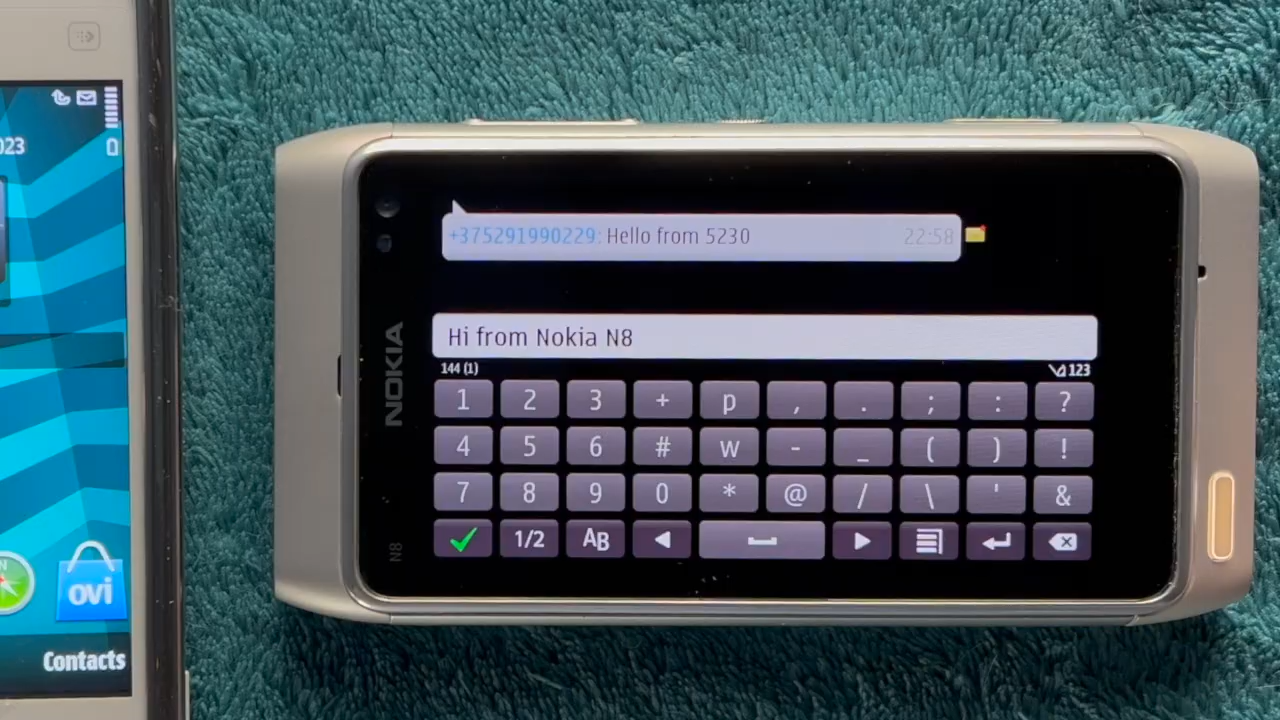 023
ovi
Contacts
NOKIA
N8
+375291990229: Hello from 5230 22:58
Hi from Nokia N8
144 (1) 123
1 2 3 + p , . ; : ?
4 5 6 # w - _ ( ) !
7 8 9 0 * @ / \ ' &
1/2 AB